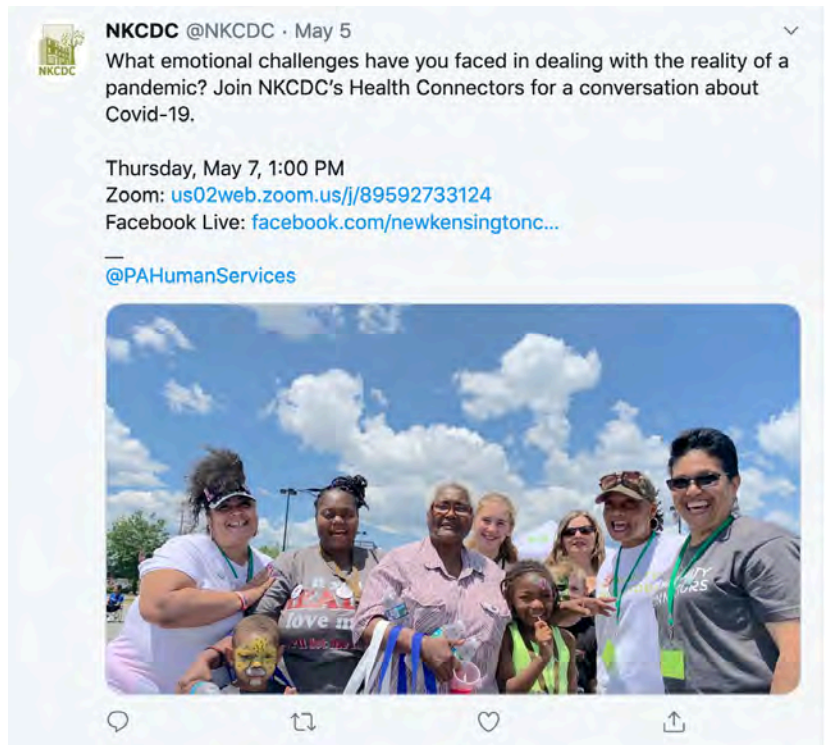 NKCDC @NKCDC · May 5
NKCDC
What emotional challenges have you faced in dealing with the reality of a
pandemic? Join NKCDC's Health Connectors for a conversation about
Covid-19.
Thursday, May 7, 1:00 PM
Zoom: us02web.zoom.us/j/89592733124
Facebook Live: facebook.com/newkensingtonc...
—
@PAHumanServices
love